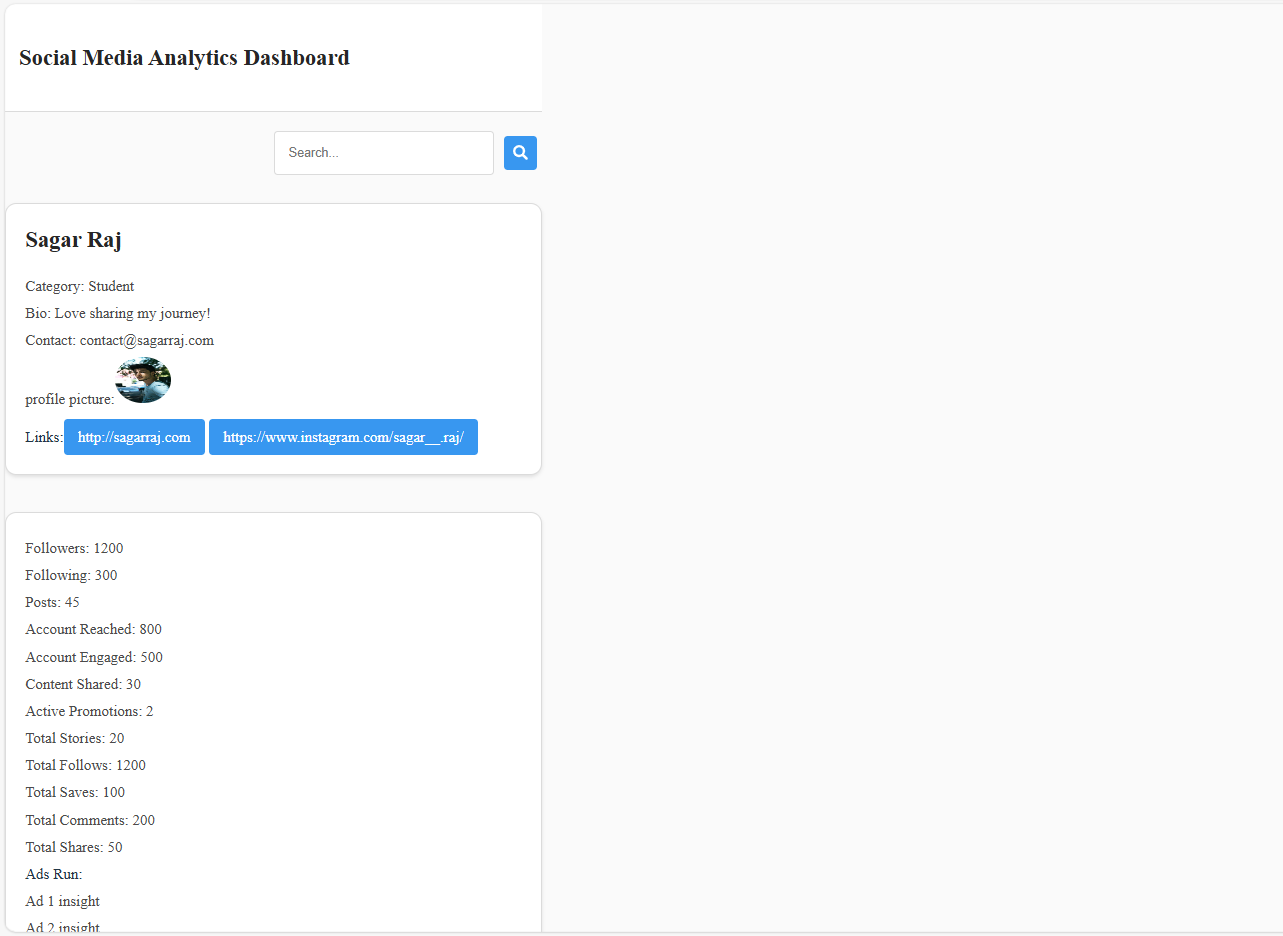 Social Media Analytics Dashboard
Search...
Sagar Raj
Category: Student
Bio: Love sharing my journey!
Contact: contact@sagarraj.com
profile picture:
Links: http://sagarraj.com https://www.instagram.com/sagar__.raj/
Followers: 1200
Following: 300
Posts: 45
Account Reached: 800
Account Engaged: 500
Content Shared: 30
Active Promotions: 2
Total Stories: 20
Total Follows: 1200
Total Saves: 100
Total Comments: 200
Total Shares: 50
Ads Run:
Ad 1 insight
Ad 2 insight